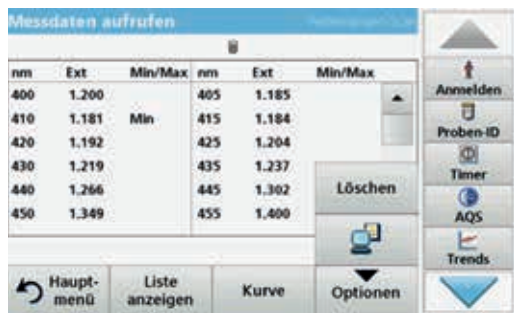 Messdaten aufrufen
nm Ext Min/Max nm Ext Min/Max
400 1.200 405 1.185
410 1.181 Min 415 1.184
420 1.192 425 1.204
430 1.219 435 1.237
440 1.266 445 1.302
450 1.349 455 1.400
Löschen
Haupt-
menü
Liste
anzeigen
Kurve
Optionen
Anmelden
Proben-ID
Timer
AQS
Trends